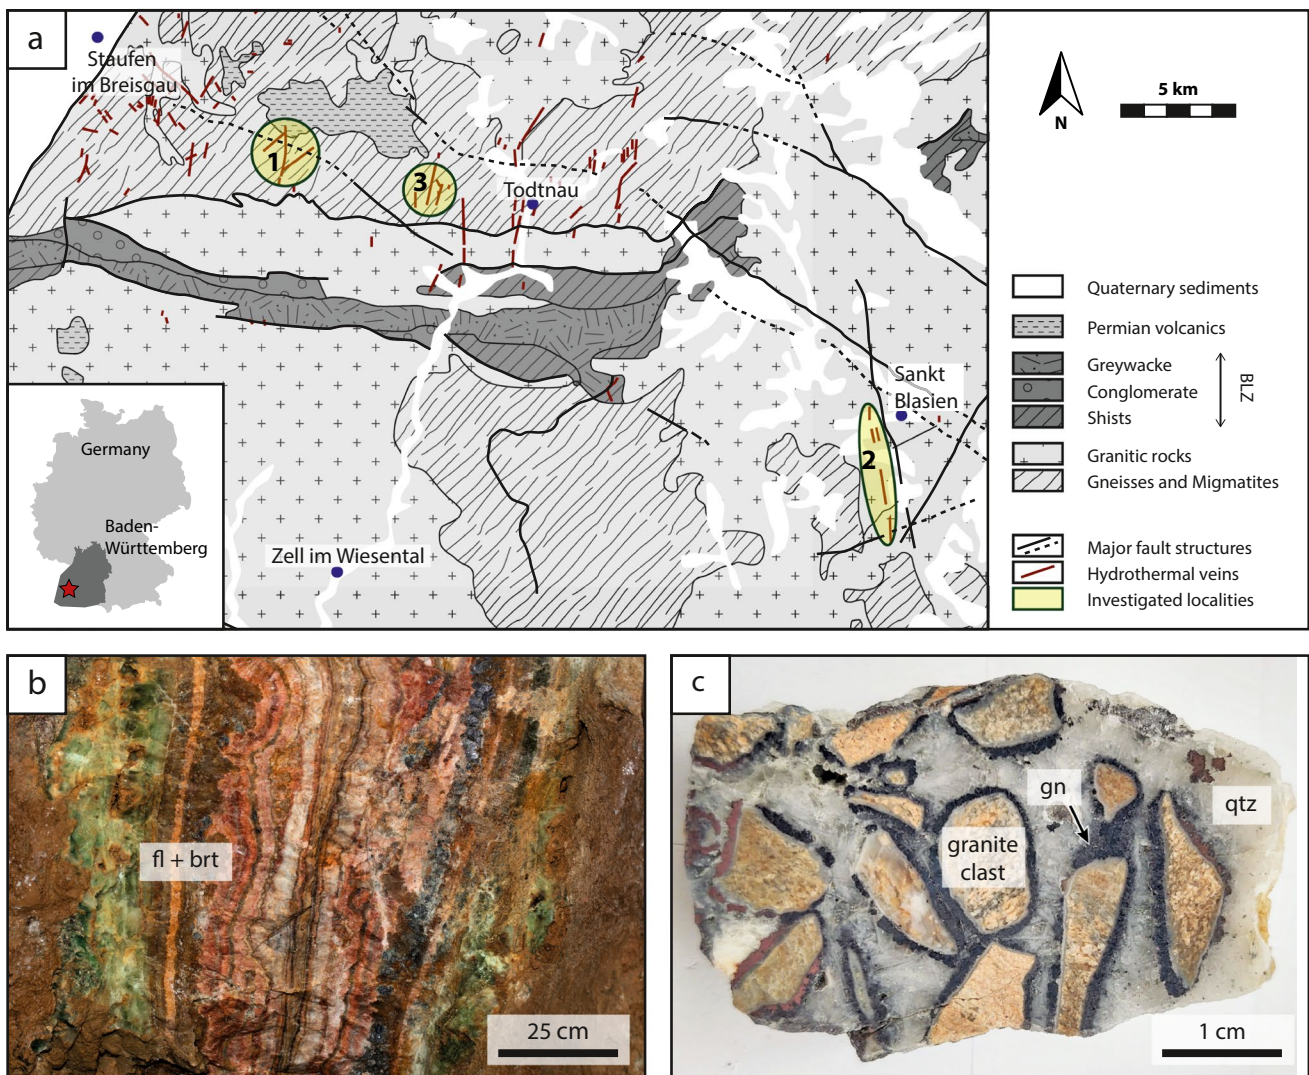 a
Staufen
im Breisgau
1
3
Todtnau
Sankt
Blasien
2
Zell im Wiesental
Germany
Baden-
Württemberg
N
5 km
Quaternary sediments
Permian volcanics
Greywacke
Conglomerate
Shists
BLZ
Granitic rocks
Gneisses and Migmatites
Major fault structures
Hydrothermal veins
Investigated localities
b
fl + brt
25 cm
c
gn
qtz
granite
clast
1 cm